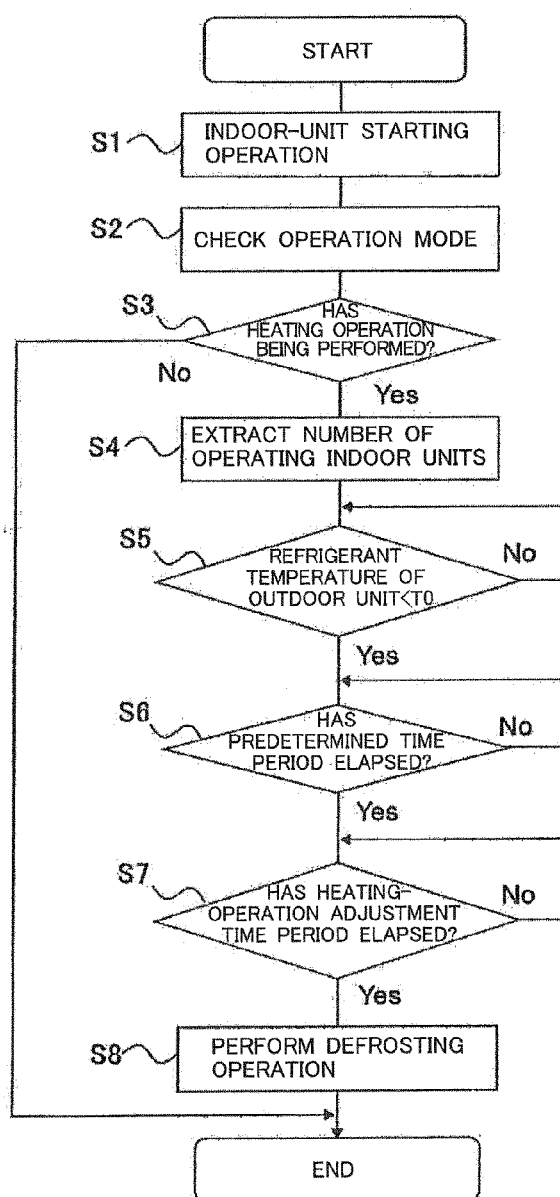 START
S1
INDOOR-UNIT STARTING
OPERATION
S2
CHECK OPERATION MODE
S3
HAS
HEATING OPERATION
BEING PERFORMED?
No
Yes
S4
EXTRACT NUMBER OF
OPERATING INDOOR UNITS
S5
REFRIGERANT
TEMPERATURE OF
OUTDOOR UNIT<T0
No
Yes
S6
HAS
PREDETERMINED TIME
PERIOD ELAPSED?
No
Yes
S7
HAS HEATING-
OPERATION ADJUSTMENT
TIME PERIOD ELAPSED?
No
Yes
S8
PERFORM DEFROSTING
OPERATION
END